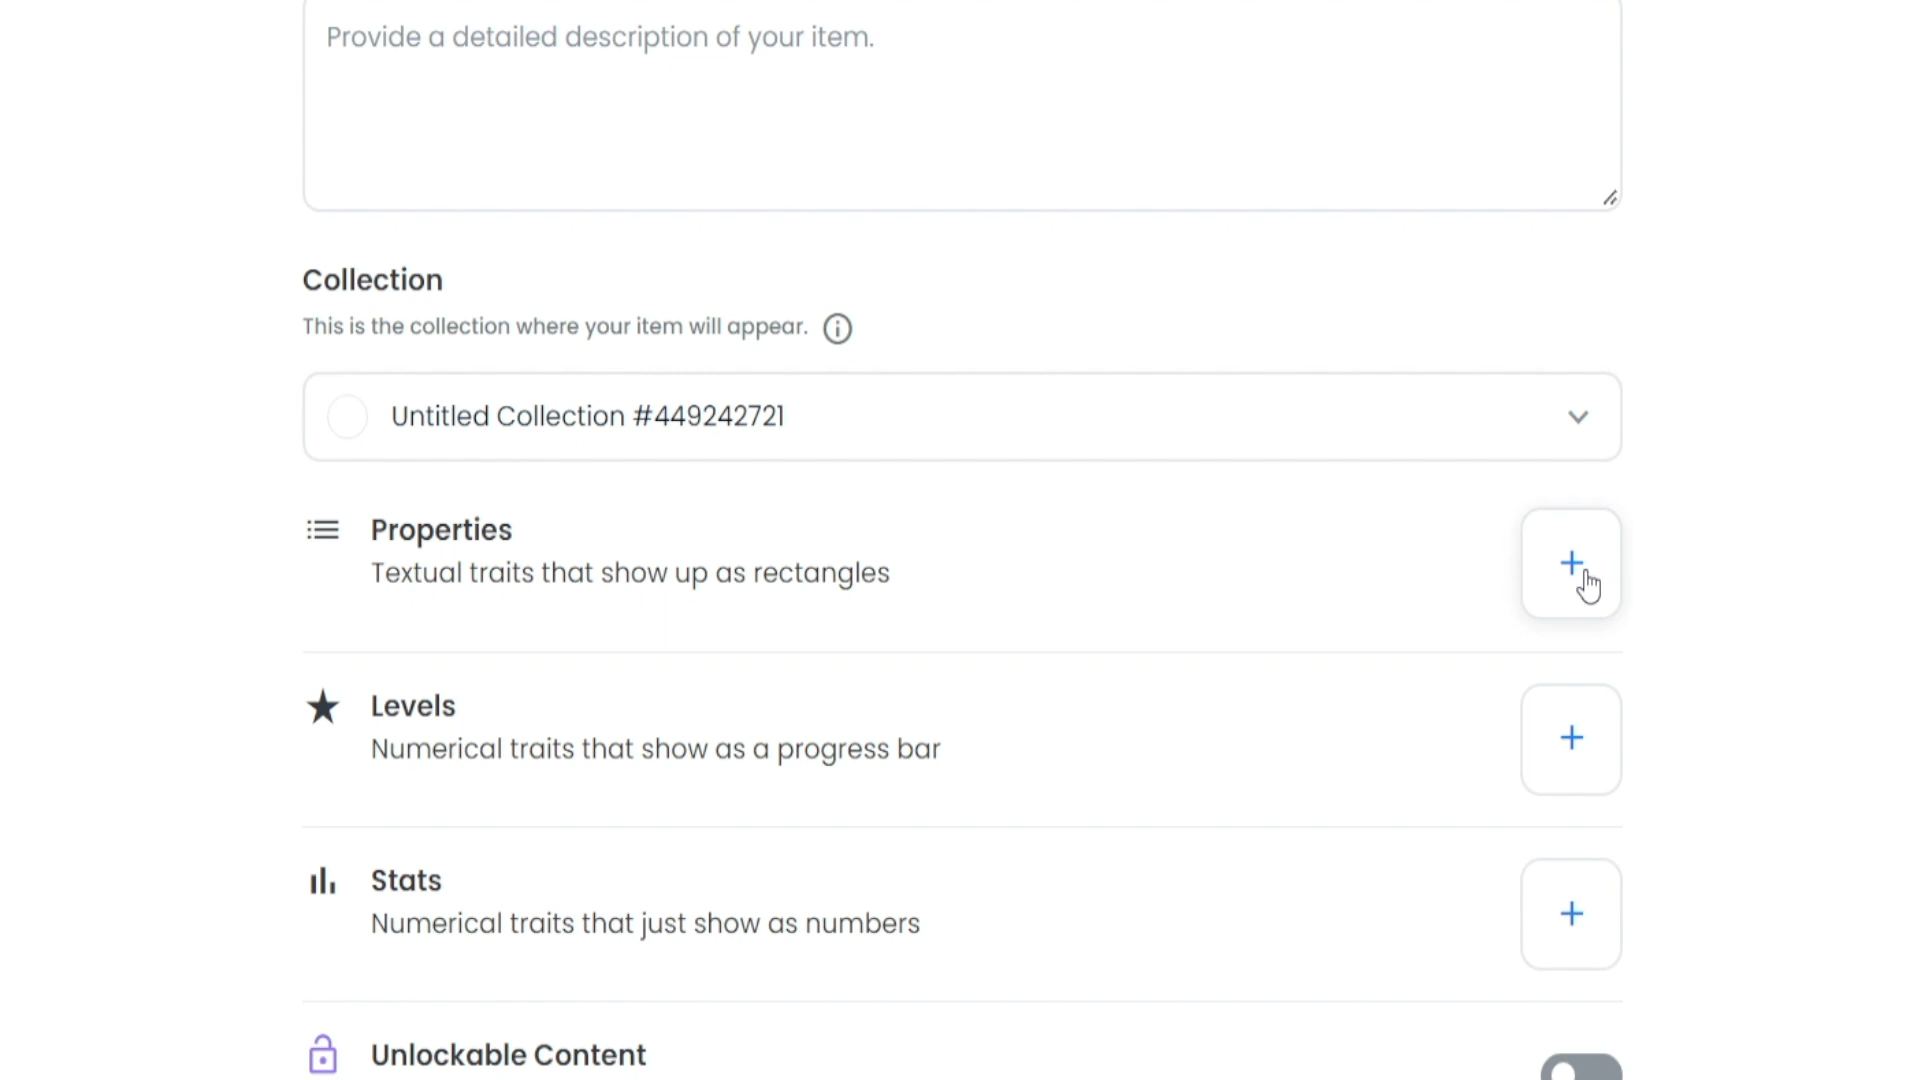 Provide a detailed description of your item.
Collection
This is the collection where your item will appear.
Untitled Collection #449242721
Properties
Textual traits that show up as rectangles
Levels
Numerical traits that show as a progress bar
Stats
Numerical traits that just show as numbers
Unlockable Content